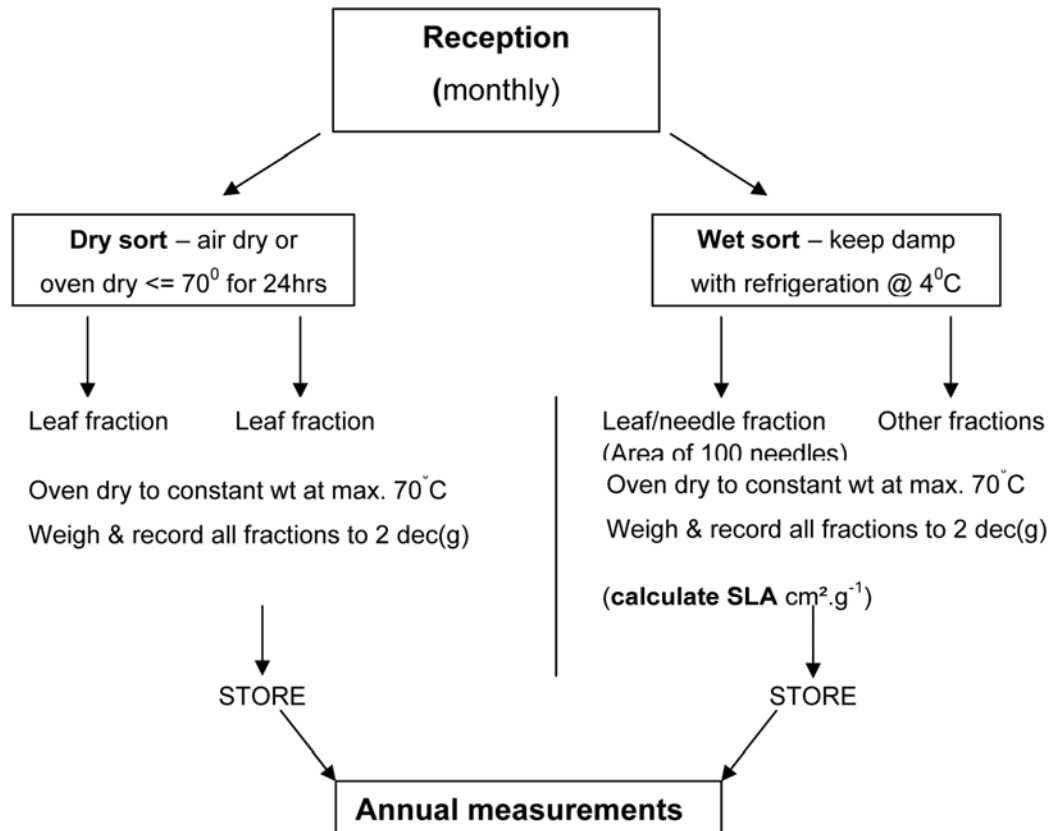 Reception
(monthly)
Dry sort – air dry or
oven dry <= 70⁰ for 24hrs
Wet sort – keep damp
with refrigeration @ 4⁰C
Leaf fraction
Leaf fraction
Oven dry to constant wt at max. 70˚C
Weigh & record all fractions to 2 dec(g)
STORE
Leaf/needle fraction
(Area of 100 needles)
Other fractions
Oven dry to constant wt at max. 70˚C
Weigh & record all fractions to 2 dec(g)
(calculate SLA cm².g⁻¹)
STORE
Annual measurements